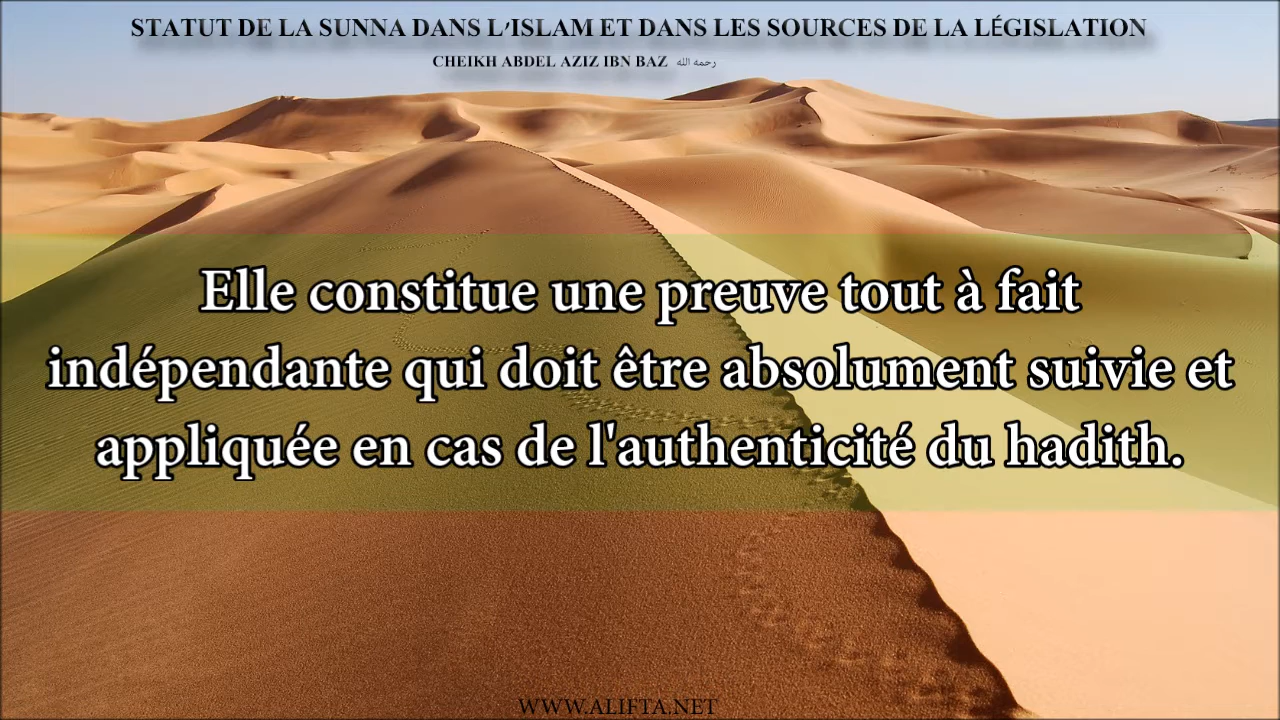 STATUT DE LA SUNNA DANS L'ISLAM ET DANS LES SOURCES DE LA LÉGISLATION
CHEIKH ABDEL AZIZ IBN BAZ رحمه الله
Elle constitue une preuve tout à fait
indépendante qui doit être absolument suivie et
appliquée en cas de l'authenticité du hadith.
WWW.ALIFTA.NET